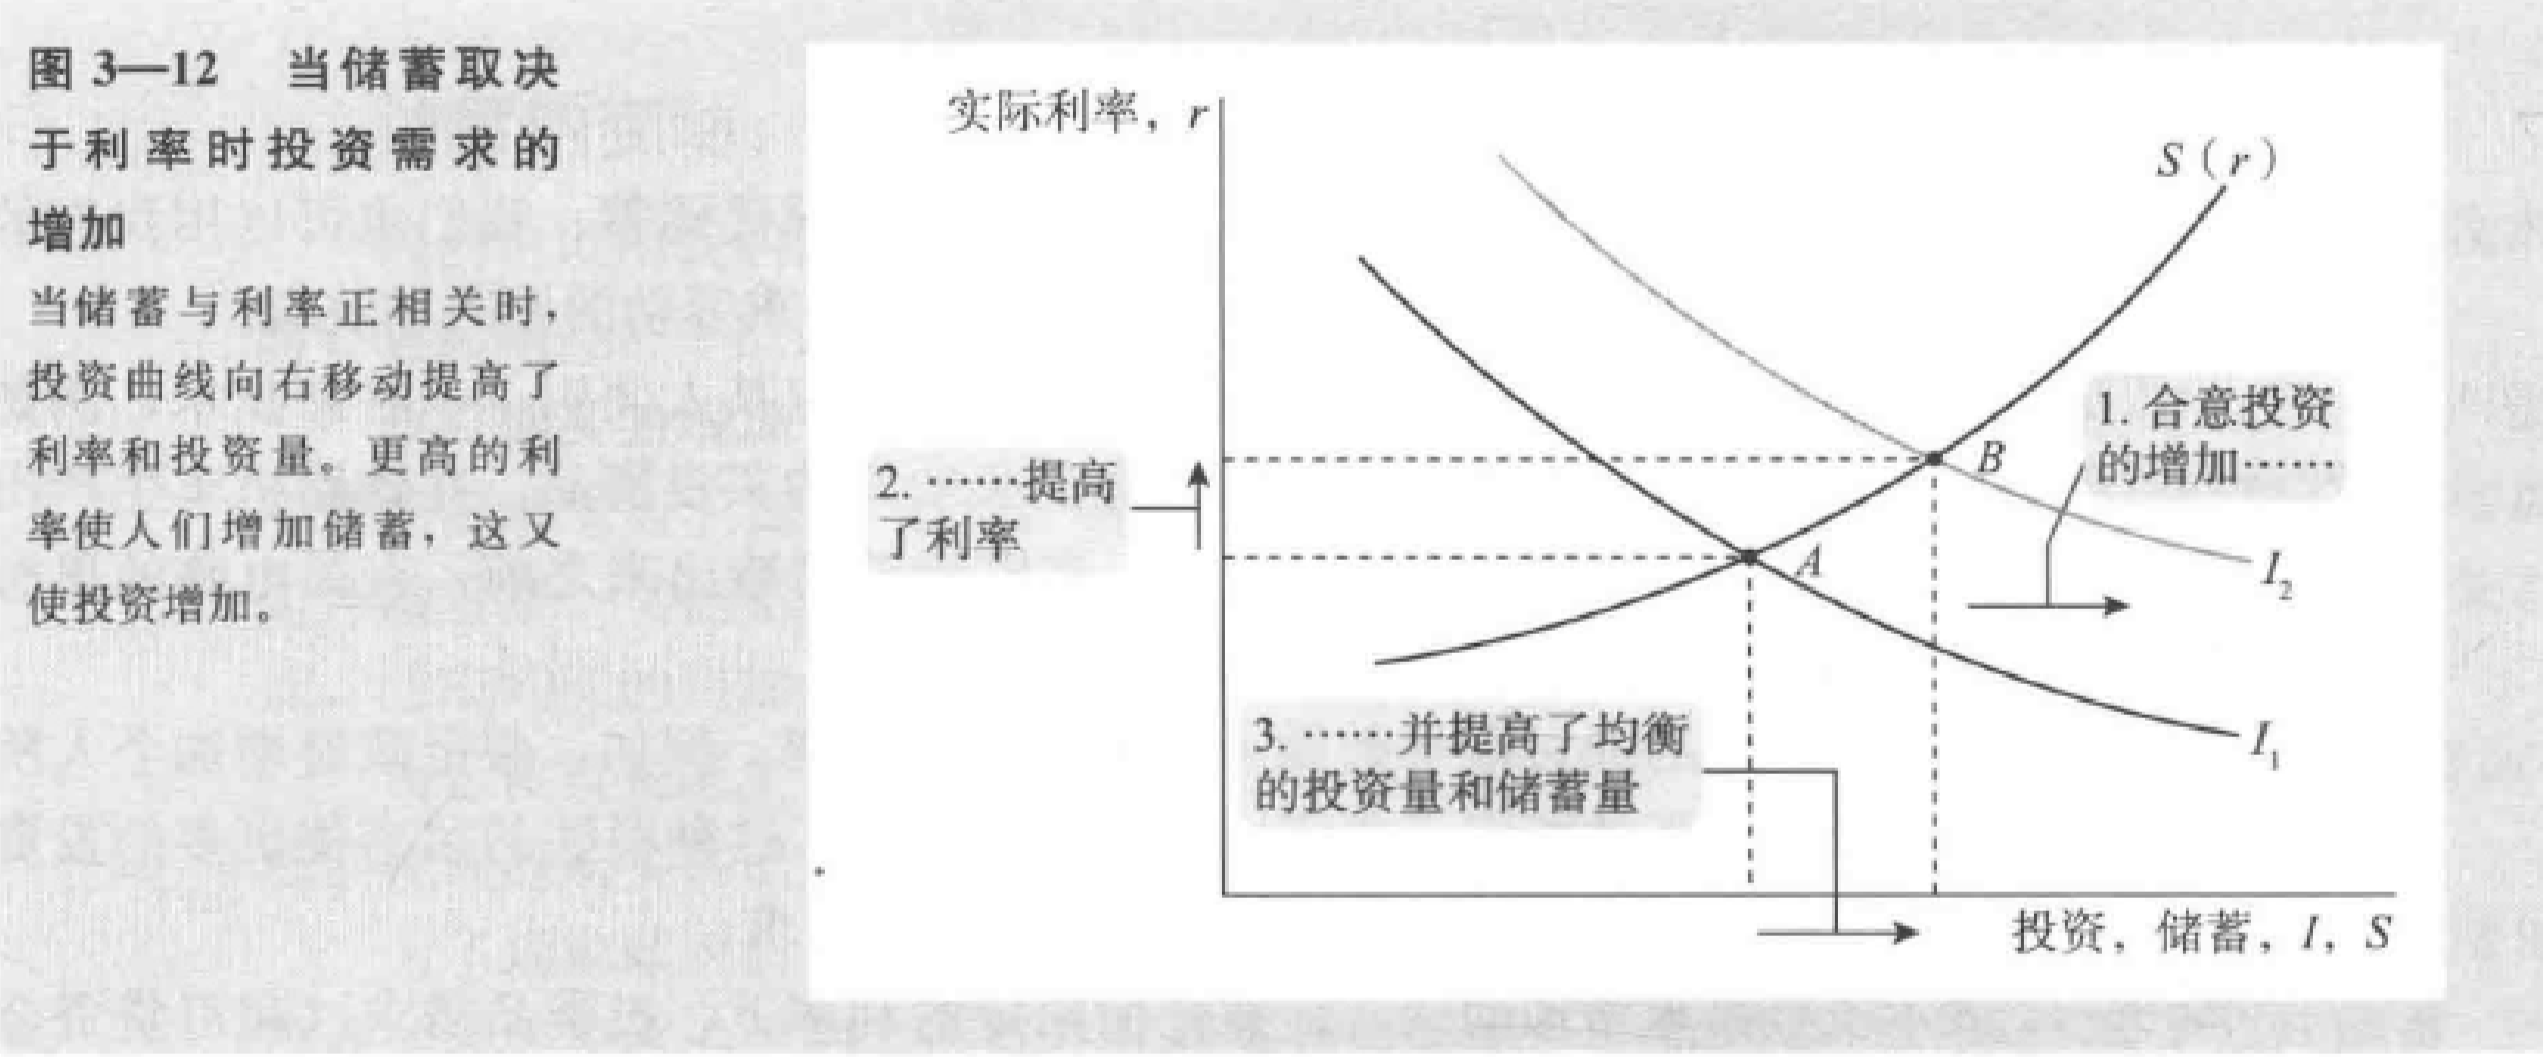 图 3—12 当储蓄取决
于利率时投资需求的
增加
当储蓄与利率正相关时，
投资曲线向右移动提高了
利率和投资量。更高的利
率使人们增加储蓄，这又
使投资增加。
实际利率，r
S（r）
1. 合意投资
的增加……
B
2. ……提高
了利率
A
I₂
3. ……并提高了均衡
的投资量和储蓄量
I₁
投资，储蓄，I，S